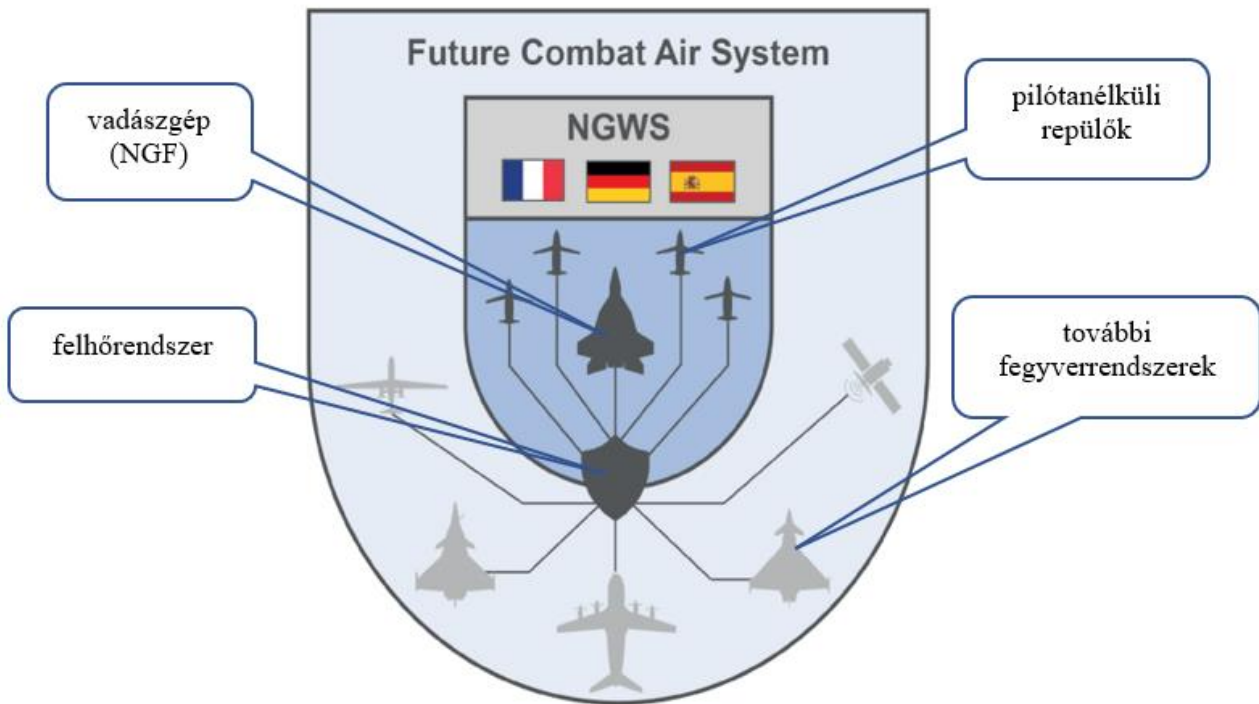 Future Combat Air System
vadászgép
(NGF)
pilótanélküli
repülők
NGWS
felhőrendszer
további
fegyverrendszerek